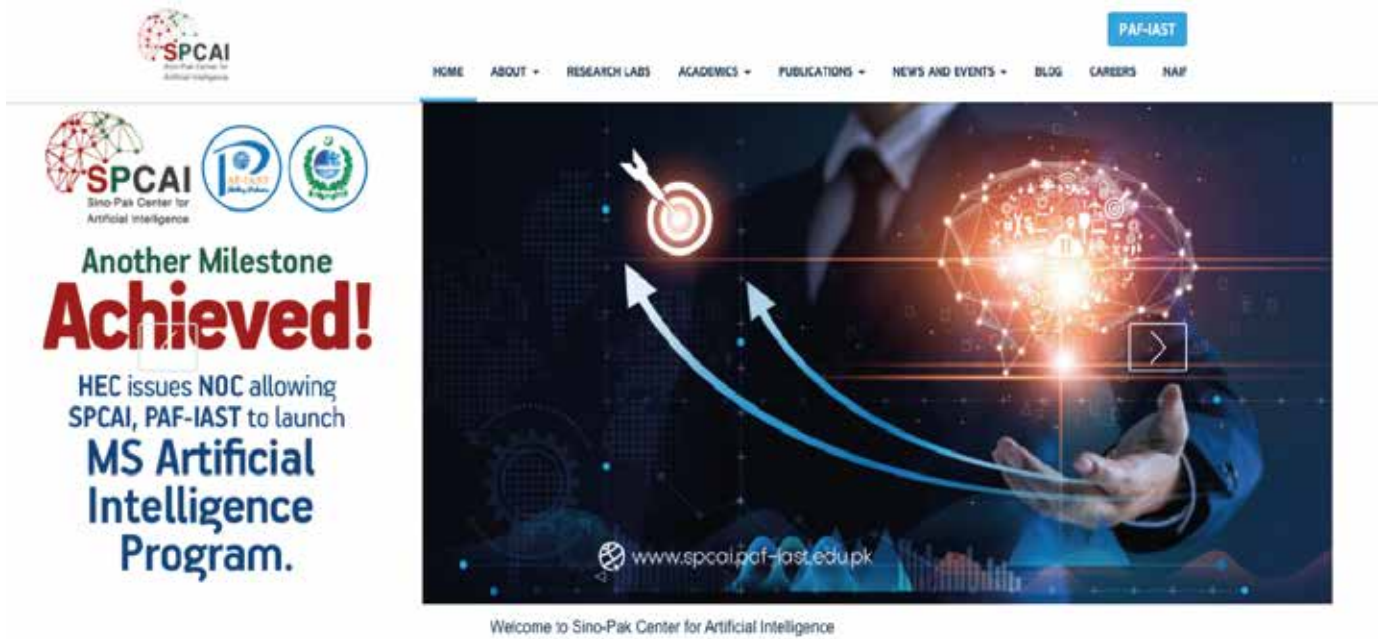 SPCAI
Sino-Pak Center for
Artificial Intelligence
PAF-IAST
HOME ABOUT RESEARCH LABS ACADEMICS PUBLICATIONS NEWS AND EVENTS BLOG CAREERS NAIF
SPCAI
Sino-Pak Center for
Artificial Intelligence
PAF-IAST
Another Milestone
Achieved!
HEC issues NOC allowing
SPCAI, PAF-IAST to launch
MS Artificial
Intelligence
Program.
www.spcai.paf-iast.edu.pk
Welcome to Sino-Pak Center for Artificial Intelligence